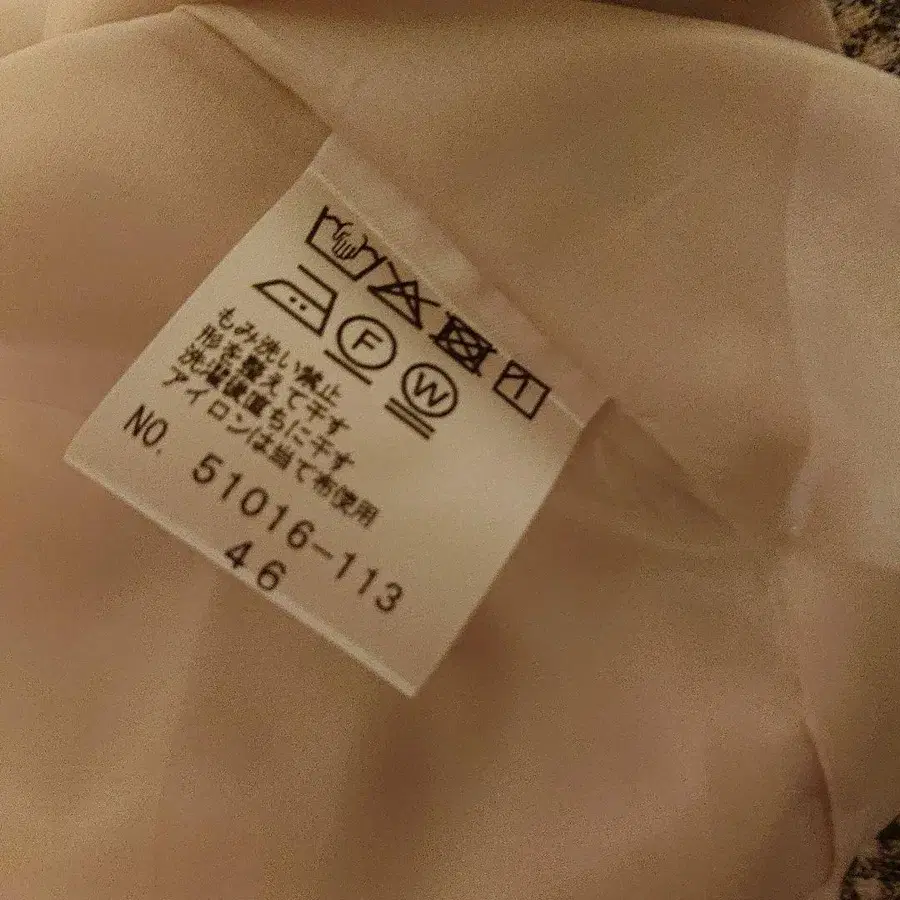 F
W
もみ洗い禁止
形を整えて干す
洗濯後直ちに干す
アイロンは当て布使用
NO. 51016-113
46